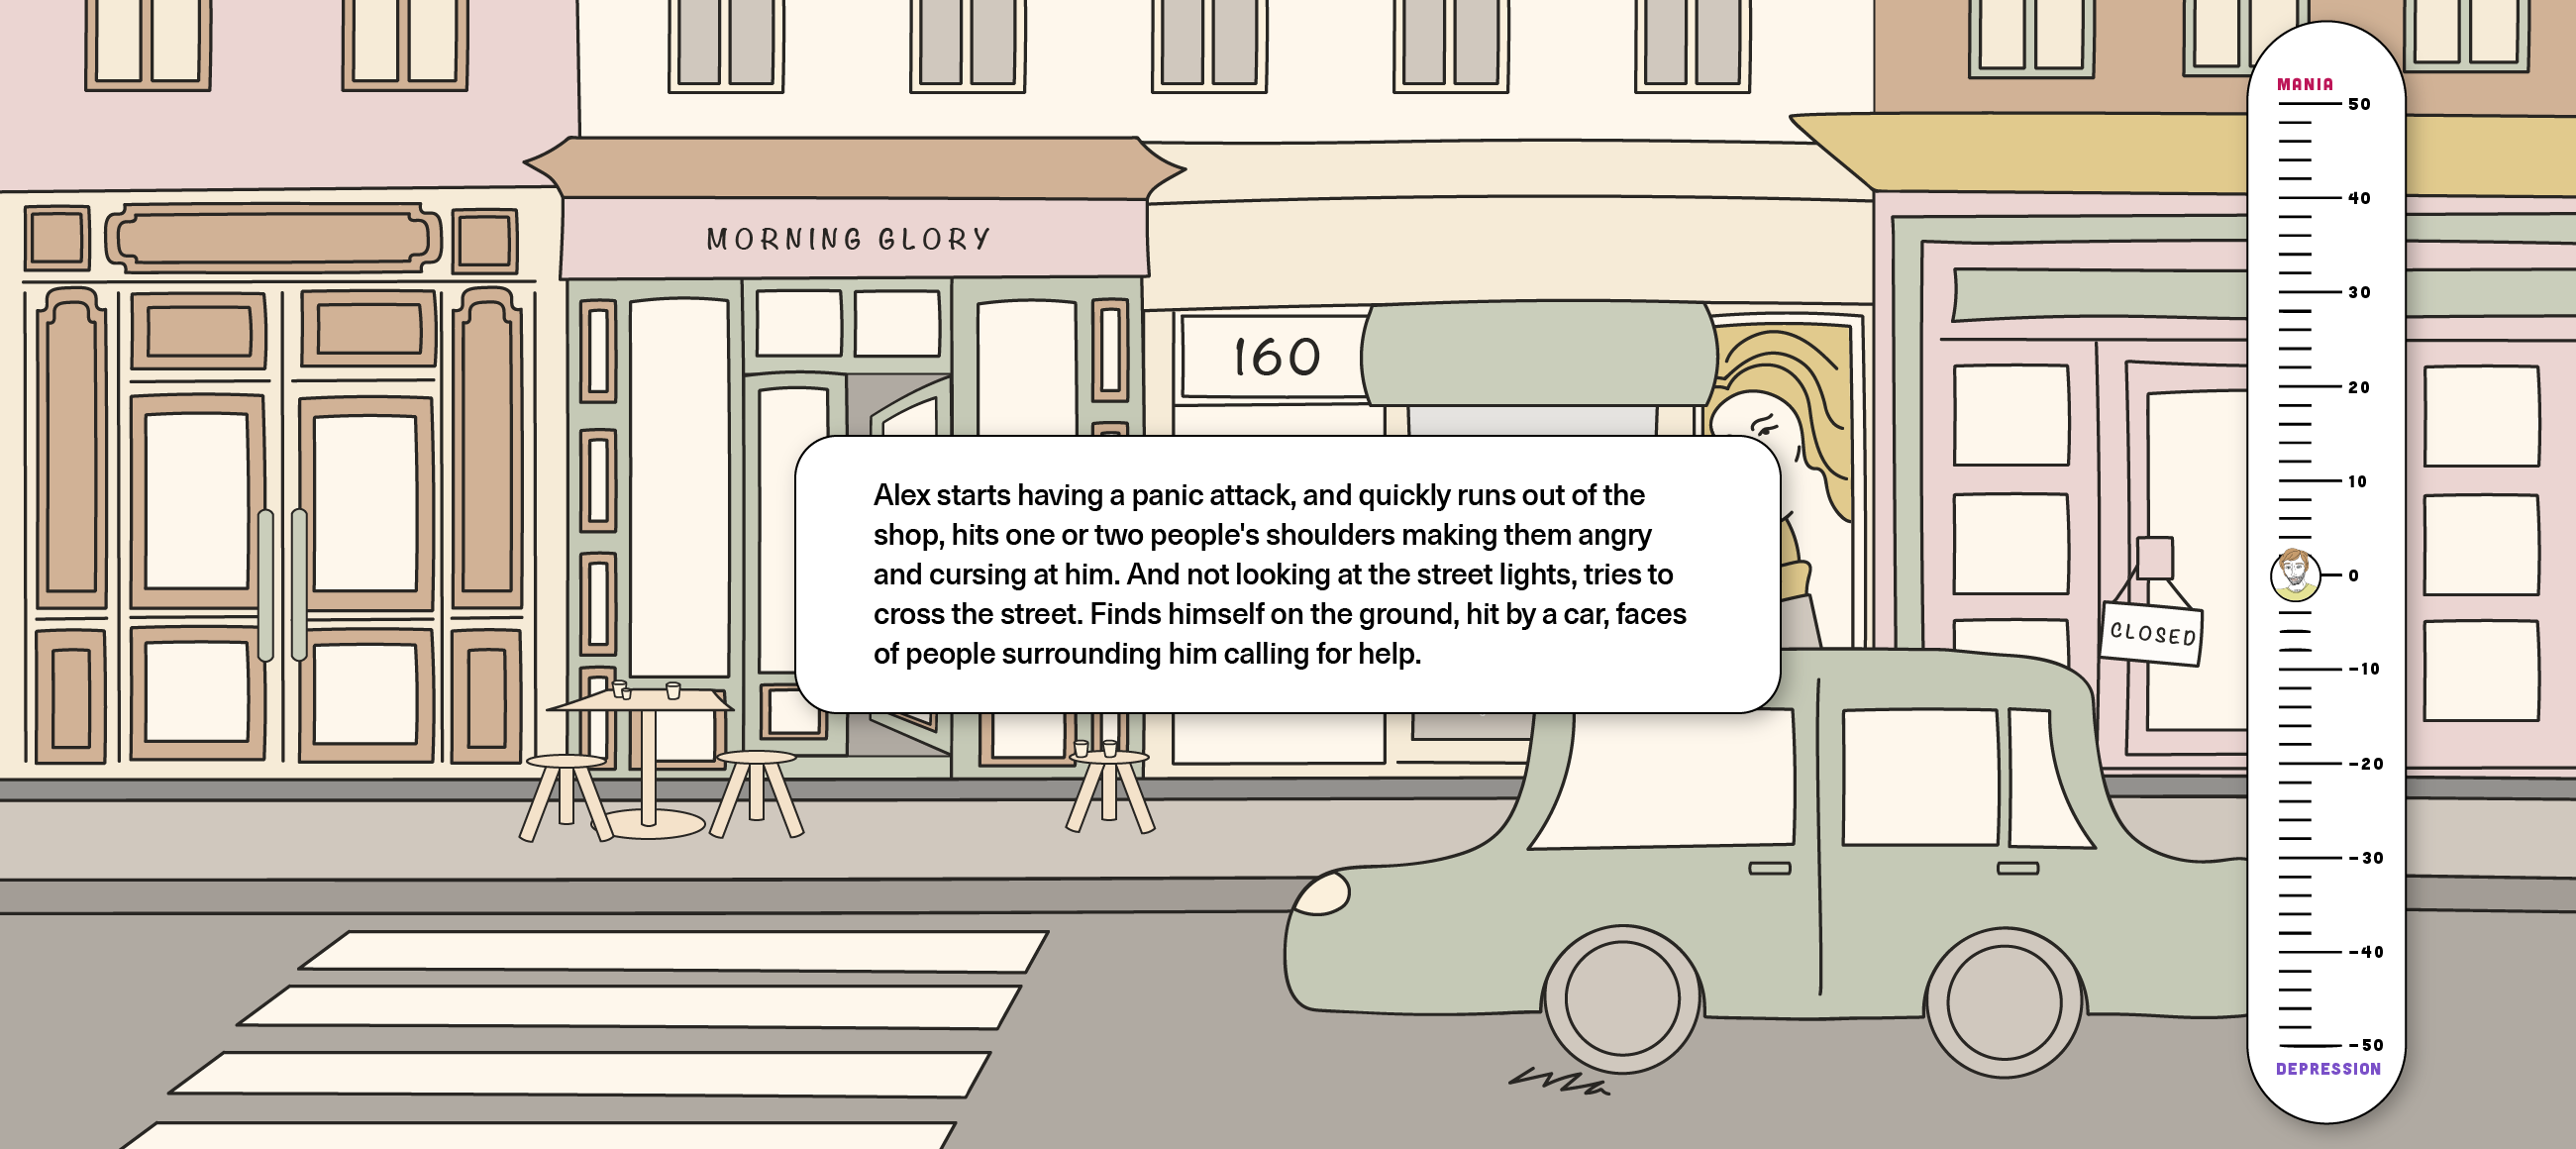 MORNING GLORY
160
Alex starts having a panic attack, and quickly runs out of the
shop, hits one or two people's shoulders making them angry
and cursing at him. And not looking at the street lights, tries to
cross the street. Finds himself on the ground, hit by a car, faces
of people surrounding him calling for help.
CLOSED
MANIA
50
40
30
20
10
0
-10
-20
-30
-40
-50
DEPRESSION